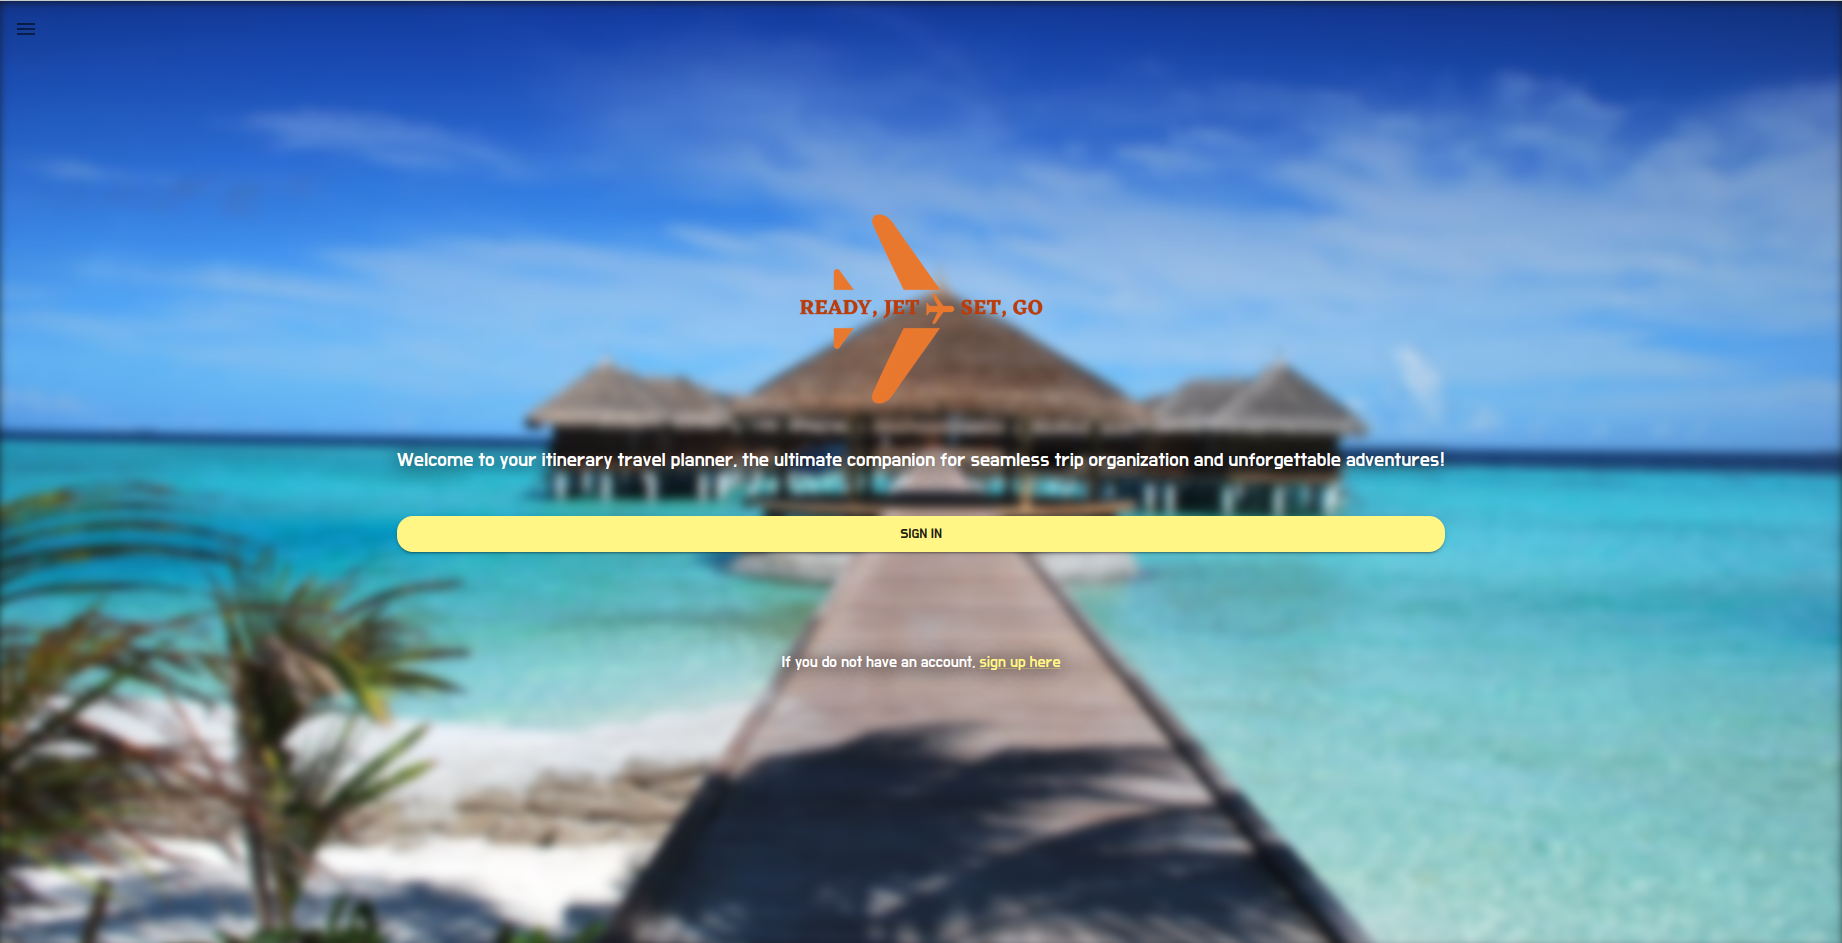 READY, JET SET, GO
Welcome to your itinerary travel planner, the ultimate companion for seamless trip organization and unforgettable adventures!
SIGN IN
If you do not have an account, sign up here